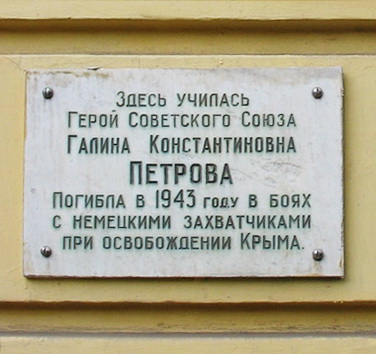 Здесь училась
Герой Советского Союза
Галина Константиновна
ПЕТРОВА
Погибла в 1943 году в боях
с немецкими захватчиками
при освобождении Крыма.